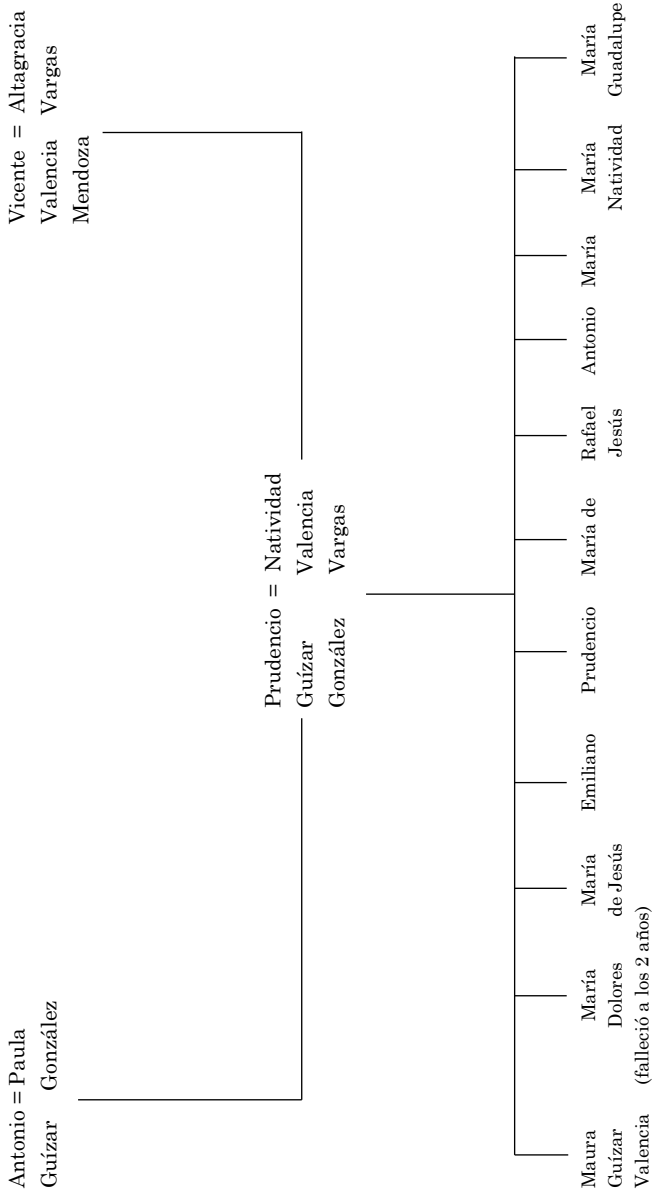 Antonio = Paula
Guízar González
Vicente = Altagracia
Valencia Vargas
Mendoza
Prudencio = Natividad
Guízar Valencia
González Vargas
Maura
Guízar
Valencia
María
Dolores
(falleció a los 2 años)
María
de Jesús
Emiliano
Prudencio
María de
Rafael
Jesús
Antonio
María
María
Natividad
María
Guadalupe